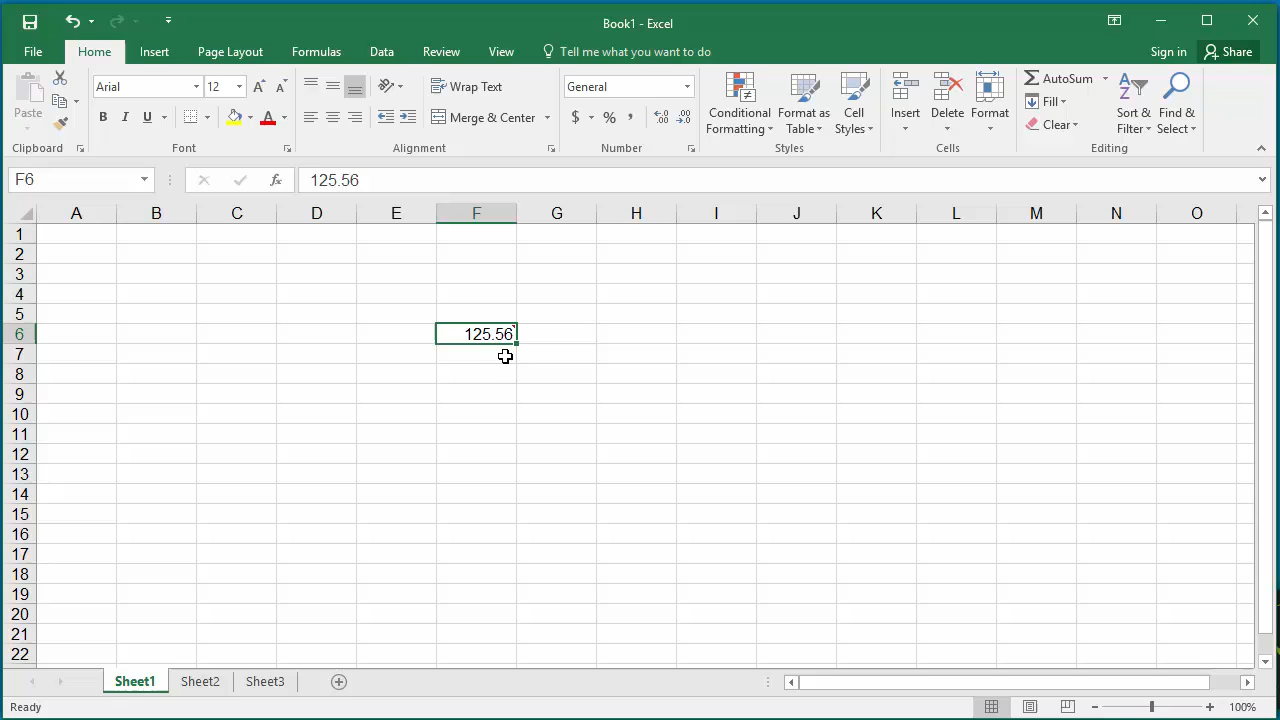 Book1 - Excel
File Home Insert Page Layout Formulas Data Review View Tell me what you want to do Sign in Share
Arial 12 A A Wrap Text General AutoSum
Paste Conditional Format as Cell Insert Delete Format Fill Sort & Find &
B I U A Merge & Center $ % , Formatting Table Styles Clear Filter Select
Clipboard Font Alignment Number Styles Cells Editing
F6 fx 125.56
A B C D E F G H I J K L M N O
1
2
3
4
5
6 125.56
7
8
9
10
11
12
13
14
15
16
17
18
19
20
21
22
Sheet1 Sheet2 Sheet3
Ready 100%